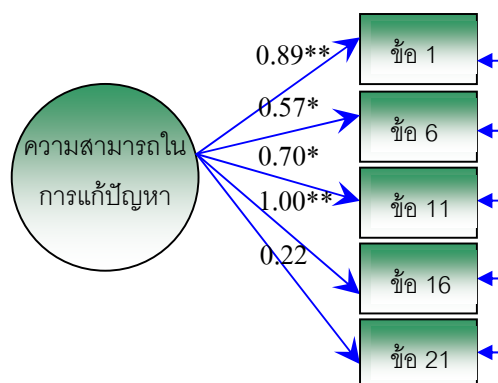 0.89**
ข้อ 1
0.57*
ข้อ 6
ความสามารถใน
การแก้ปัญหา
0.70*
ข้อ 11
1.00**
ข้อ 16
0.22
ข้อ 21